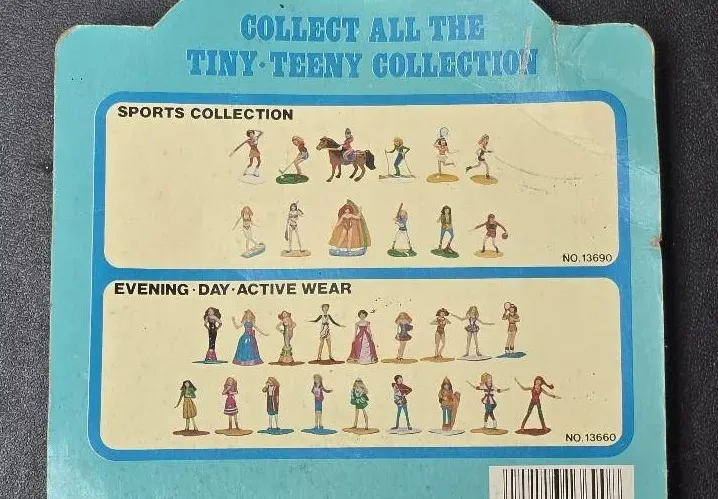 COLLECT ALL THE
TINY·TEENY COLLECTION
SPORTS COLLECTION
NO.13690
EVENING·DAY·ACTIVE WEAR
NO.13660